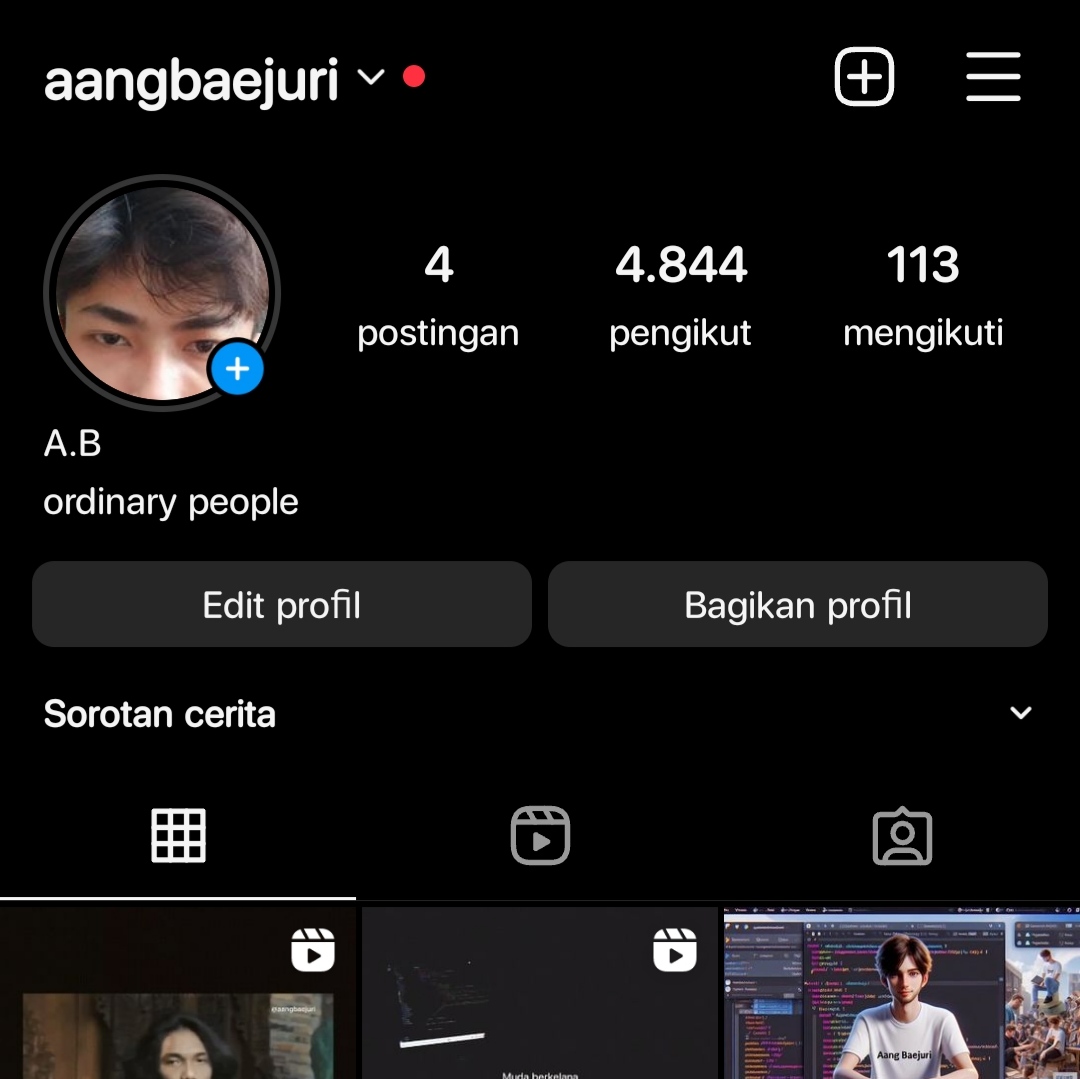 aangbaejuri
4 4.844 113
postingan pengikut mengikuti
A.B
ordinary people
Edit profil Bagikan profil
Sorotan cerita
@aangbaejuri
Muda berkelana
Aang Baejuri